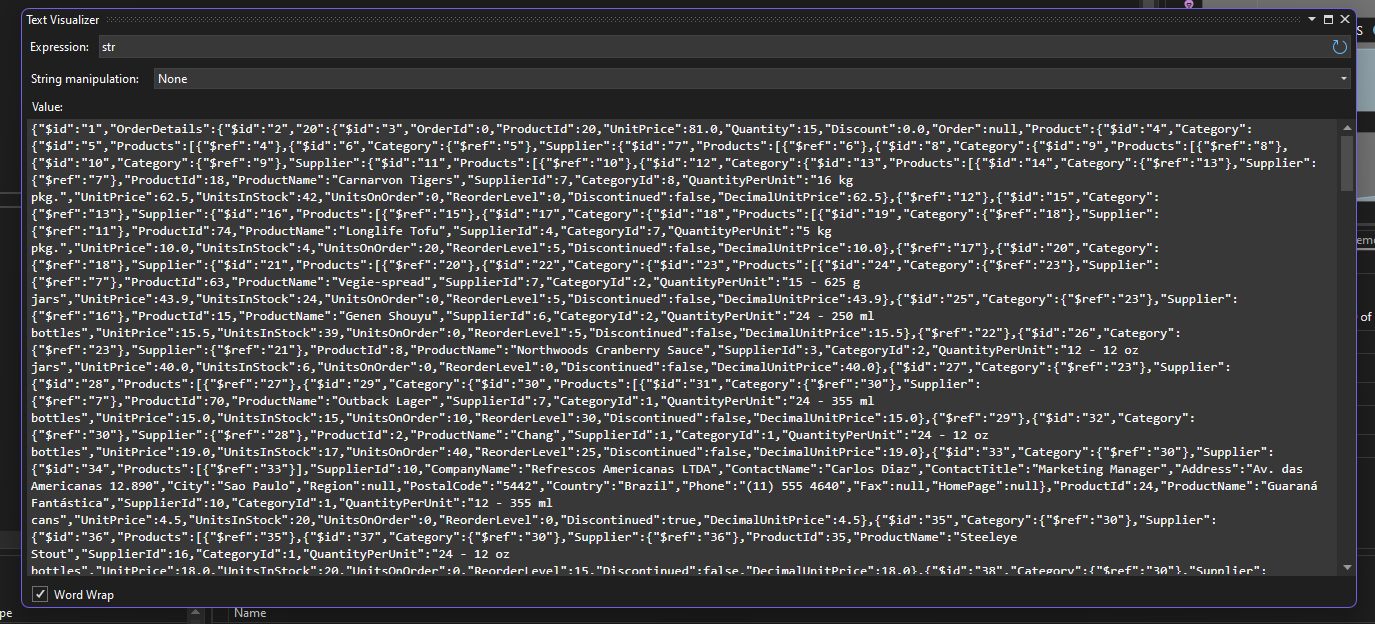 Text Visualizer
Expression: str
String manipulation: None
Value:
{"$id":"1","OrderDetails":{"$id":"2","20":{"$id":"3","OrderId":0,"ProductId":20,"UnitPrice":81.0,"Quantity":15,"Discount":0.0,"Order":null,"Product":{"$id":"4","Category":
{"$id":"5","Products":[{"$ref":"4"},{"$id":"6","Category":{"$ref":"5"},"Supplier":{"$id":"7","Products":[{"$ref":"6"},{"$id":"8","Category":{"$id":"9","Products":[{"$ref":"8"},
{"$id":"10","Category":{"$ref":"9"},"Supplier":{"$id":"11","Products":[{"$ref":"10"},{"$id":"12","Category":{"$id":"13","Products":[{"$id":"14","Category":{"$ref":"13"},"Supplier":
{"$ref":"7"},"ProductId":18,"ProductName":"Carnarvon Tigers","SupplierId":7,"CategoryId":8,"QuantityPerUnit":"16 kg
pkg.","UnitPrice":62.5,"UnitsInStock":42,"UnitsOnOrder":0,"ReorderLevel":0,"Discontinued":false,"DecimalUnitPrice":62.5},{"$ref":"12"},{"$id":"15","Category":
{"$ref":"13"},"Supplier":{"$id":"16","Products":[{"$ref":"15"},{"$id":"17","Category":{"$id":"18","Products":[{"$id":"19","Category":{"$ref":"18"},"Supplier":
{"$ref":"11"},"ProductId":74,"ProductName":"Longlife Tofu","SupplierId":4,"CategoryId":7,"QuantityPerUnit":"5 kg
pkg.","UnitPrice":10.0,"UnitsInStock":4,"UnitsOnOrder":20,"ReorderLevel":5,"Discontinued":false,"DecimalUnitPrice":10.0},{"$ref":"17"},{"$id":"20","Category":
{"$ref":"18"},"Supplier":{"$id":"21","Products":[{"$ref":"20"},{"$id":"22","Category":{"$id":"23","Products":[{"$id":"24","Category":{"$ref":"23"},"Supplier":
{"$ref":"7"},"ProductId":63,"ProductName":"Vegie-spread","SupplierId":7,"CategoryId":2,"QuantityPerUnit":"15 - 625 g
jars","UnitPrice":43.9,"UnitsInStock":24,"UnitsOnOrder":0,"ReorderLevel":5,"Discontinued":false,"DecimalUnitPrice":43.9},{"$id":"25","Category":{"$ref":"23"},"Supplier":
{"$ref":"16"},"ProductId":15,"ProductName":"Genen Shouyu","SupplierId":6,"CategoryId":2,"QuantityPerUnit":"24 - 250 ml
bottles","UnitPrice":15.5,"UnitsInStock":39,"UnitsOnOrder":0,"ReorderLevel":5,"Discontinued":false,"DecimalUnitPrice":15.5},{"$ref":"22"},{"$id":"26","Category":
{"$ref":"23"},"Supplier":{"$ref":"21"},"ProductId":8,"ProductName":"Northwoods Cranberry Sauce","SupplierId":3,"CategoryId":2,"QuantityPerUnit":"12 - 12 oz
jars","UnitPrice":40.0,"UnitsInStock":6,"UnitsOnOrder":0,"ReorderLevel":0,"Discontinued":false,"DecimalUnitPrice":40.0},{"$id":"27","Category":{"$ref":"23"},"Supplier":
{"$id":"28","Products":[{"$ref":"27"},{"$id":"29","Category":{"$id":"30","Products":[{"$id":"31","Category":{"$ref":"30"},"Supplier":
{"$ref":"7"},"ProductId":70,"ProductName":"Outback Lager","SupplierId":7,"CategoryId":1,"QuantityPerUnit":"24 - 355 ml
bottles","UnitPrice":15.0,"UnitsInStock":15,"UnitsOnOrder":10,"ReorderLevel":30,"Discontinued":false,"DecimalUnitPrice":15.0},{"$ref":"29"},{"$id":"32","Category":
{"$ref":"30"},"Supplier":{"$ref":"28"},"ProductId":2,"ProductName":"Chang","SupplierId":1,"CategoryId":1,"QuantityPerUnit":"24 - 12 oz
bottles","UnitPrice":19.0,"UnitsInStock":17,"UnitsOnOrder":40,"ReorderLevel":25,"Discontinued":false,"DecimalUnitPrice":19.0},{"$id":"33","Category":{"$ref":"30"},"Supplier":
{"$id":"34","Products":[{"$ref":"33"}],"SupplierId":10,"CompanyName":"Refrescos Americanas LTDA","ContactName":"Carlos Diaz","ContactTitle":"Marketing Manager","Address":"Av. das
Americanas 12.890","City":"Sao Paulo","Region":null,"PostalCode":"5442","Country":"Brazil","Phone":"(11) 555 4640","Fax":null,"HomePage":null},"ProductId":24,"ProductName":"Guaraná
Fantástica","SupplierId":10,"CategoryId":1,"QuantityPerUnit":"12 - 355 ml
cans","UnitPrice":4.5,"UnitsInStock":20,"UnitsOnOrder":0,"ReorderLevel":0,"Discontinued":true,"DecimalUnitPrice":4.5},{"$id":"35","Category":{"$ref":"30"},"Supplier":
{"$id":"36","Products":[{"$ref":"35"},{"$id":"37","Category":{"$ref":"30"},"Supplier":{"$ref":"36"},"ProductId":35,"ProductName":"Steeleye
Stout","SupplierId":16,"CategoryId":1,"QuantityPerUnit":"24 - 12 oz
bottles","UnitPrice":18.0,"UnitsInStock":20,"UnitsOnOrder":0,"ReorderLevel":15,"Discontinued":false,"DecimalUnitPrice":18.0},{"$id":"38","Category":{"$ref":"30"},"Supplier":
Word Wrap
Name
of